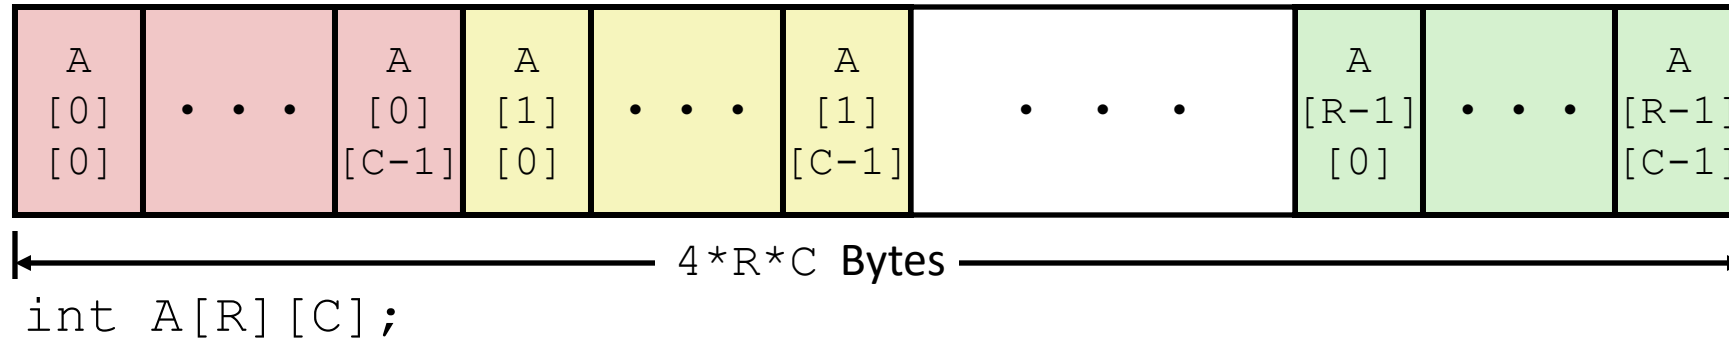 A [0] [0]
• • •
A [0] [C-1]
A [1] [0]
• • •
A [1] [C-1]
• • •
A [R-1] [0]
• • •
A [R-1] [C-1]
4*R*C Bytes
int A[R][C];